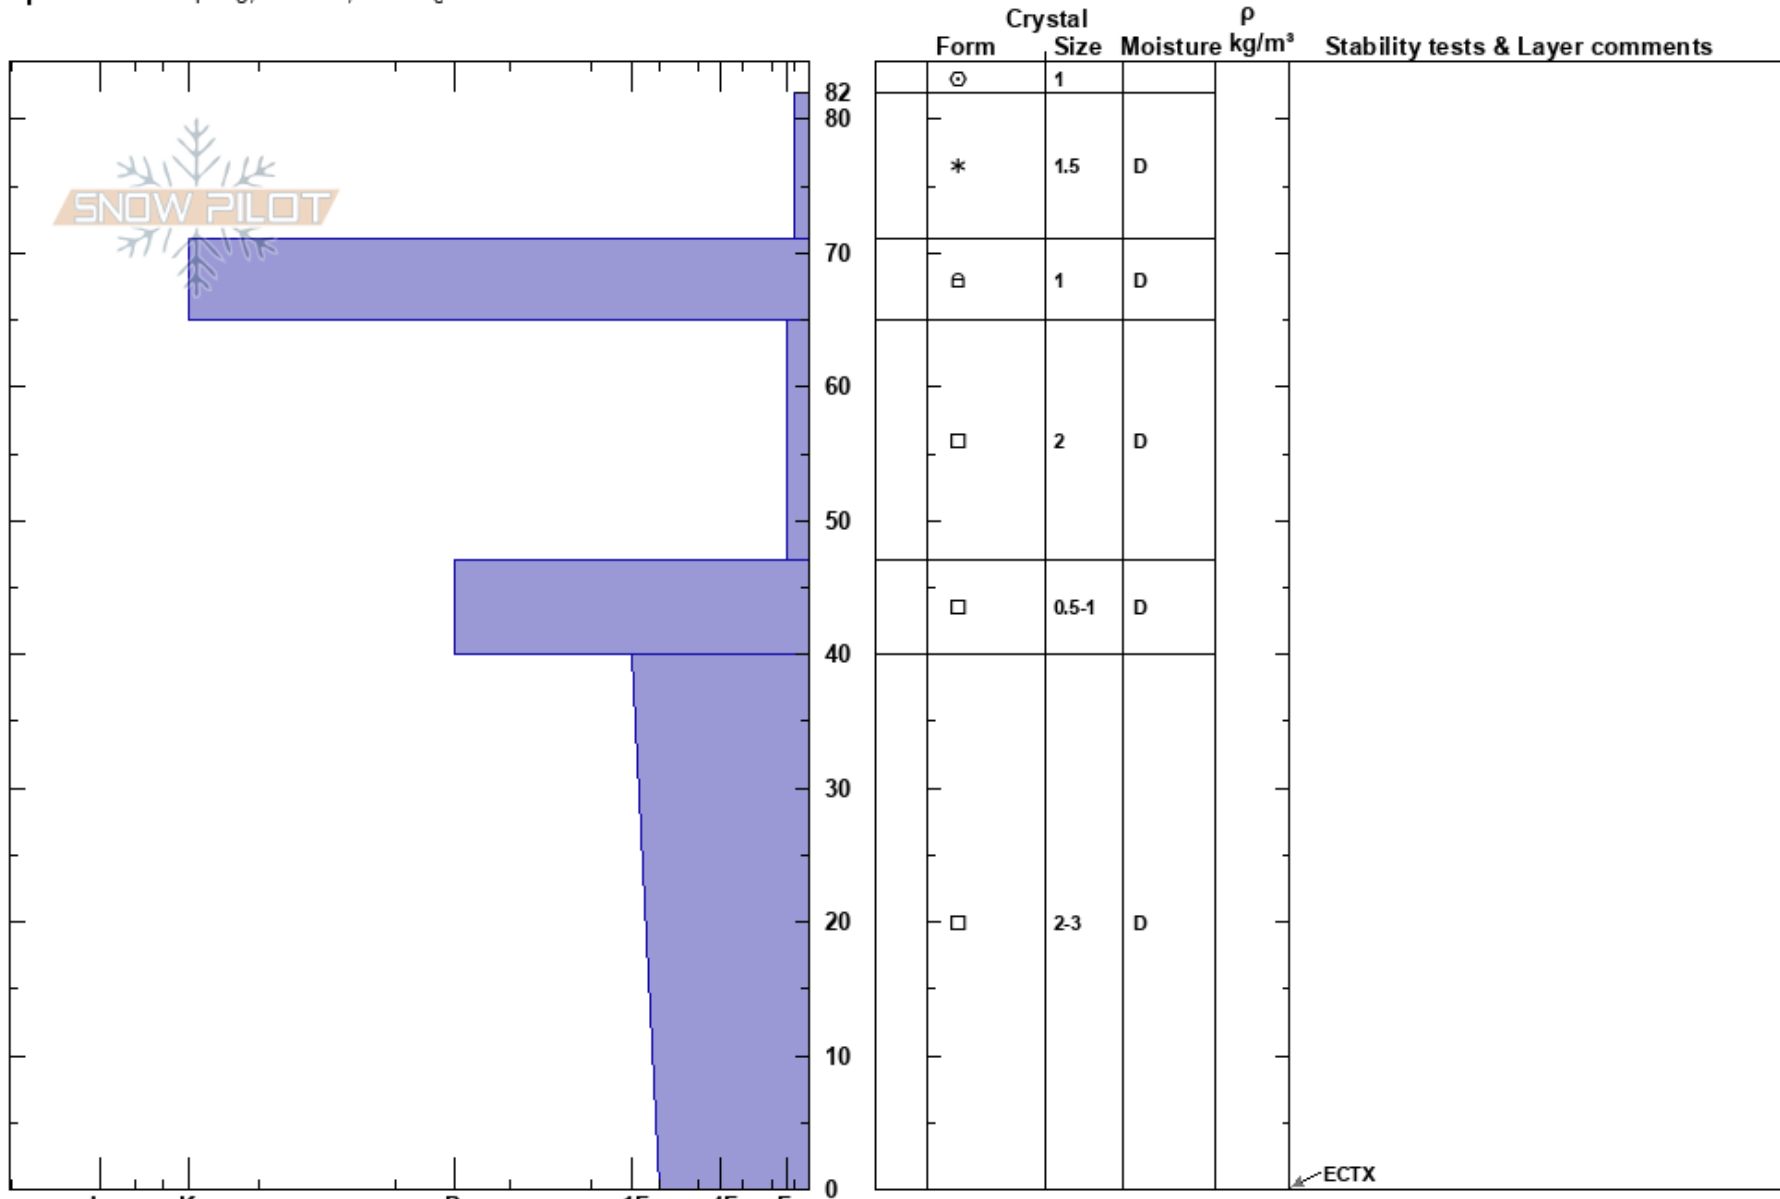 Crystal ρ
Form Size Moisture kg/m³ Stability tests & Layer comments
1
82
80
1.5 D
SNOW PILOT
70
1 D
60
2 D
50
0.5-1 D
40
30
20
2-3 D
10
ECTX
0